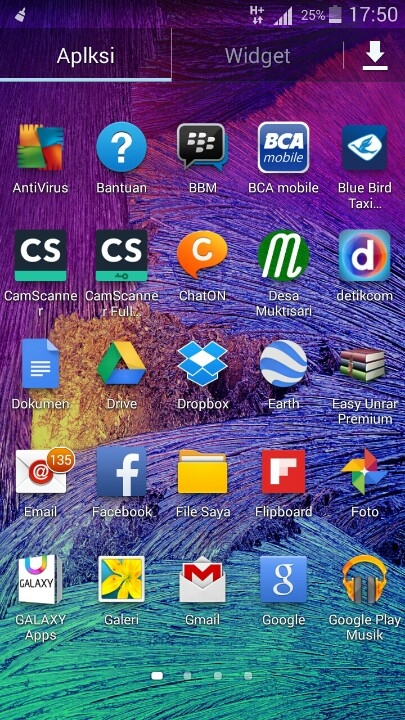 H+ 25% 17:50
Aplksi Widget
AntiVirus Bantuan BBM BCA mobile Blue Bird Taxi...
CS CS C m d
CamScanner CamScanner Full... ChatON Desa Muktisari detikcom
Dokumen Drive Dropbox Earth Easy Unrar Premium
135
Email Facebook File Saya Flipboard Foto
GALAXY
GALAXY Apps Galeri Gmail Google Google Play Musik